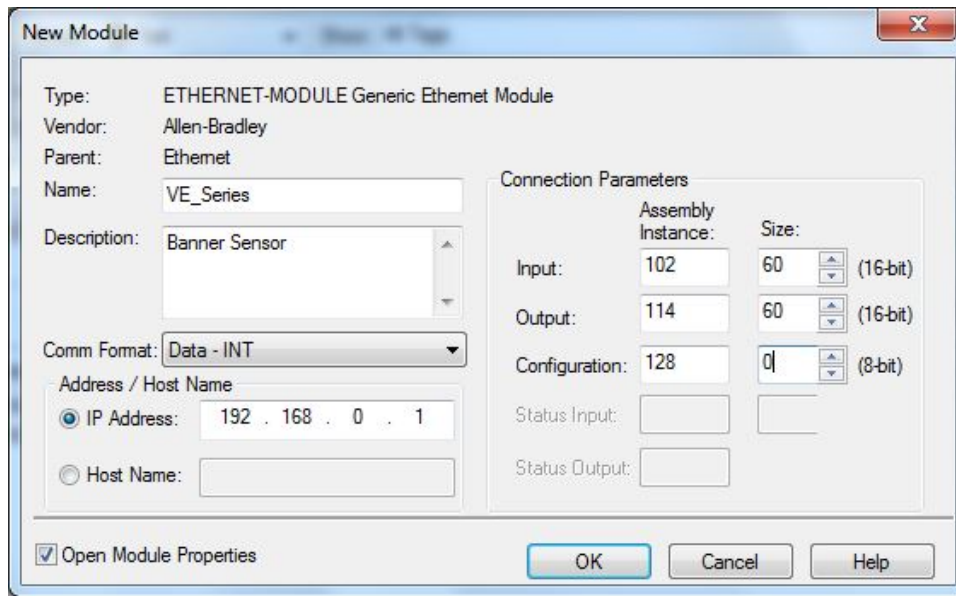 New Module
Type: ETHERNET-MODULE Generic Ethernet Module
Vendor: Allen-Bradley
Parent: Ethernet
Name: VE_Series
Description: Banner Sensor
Comm Format: Data - INT
Address / Host Name
IP Address: 192 . 168 . 0 . 1
Host Name:
Connection Parameters
Assembly
Instance: Size:
Input: 102 60 (16-bit)
Output: 114 60 (16-bit)
Configuration: 128 0 (8-bit)
Status Input:
Status Output:
Open Module Properties
OK Cancel Help